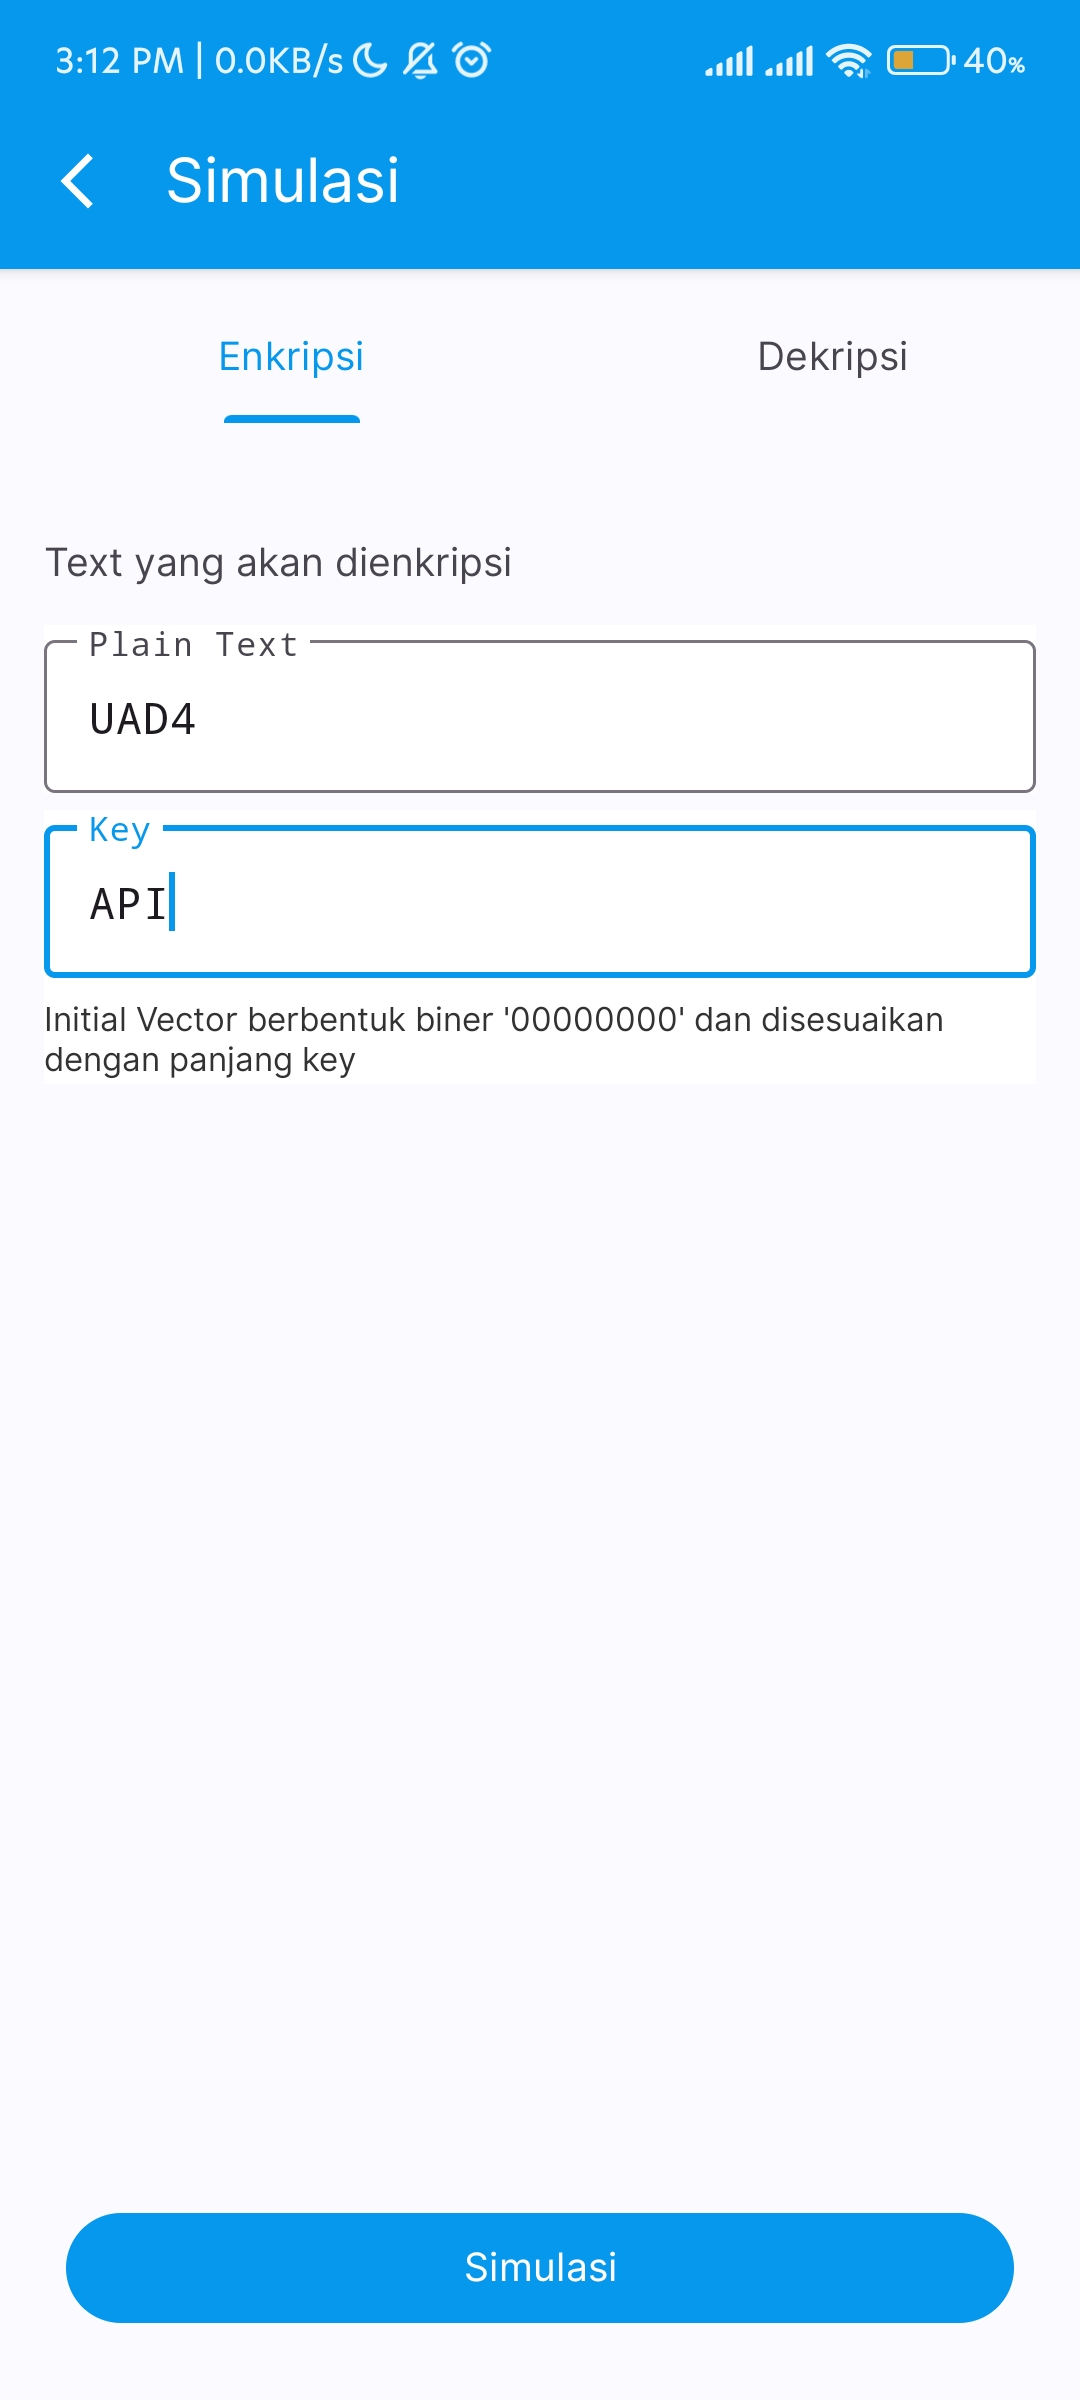 3:12 PM | 0.0KB/s 40%
Simulasi
Enkripsi Dekripsi
Text yang akan dienkripsi
Plain Text
UAD4
Key
API
Initial Vector berbentuk biner '00000000' dan disesuaikan
dengan panjang key
Simulasi